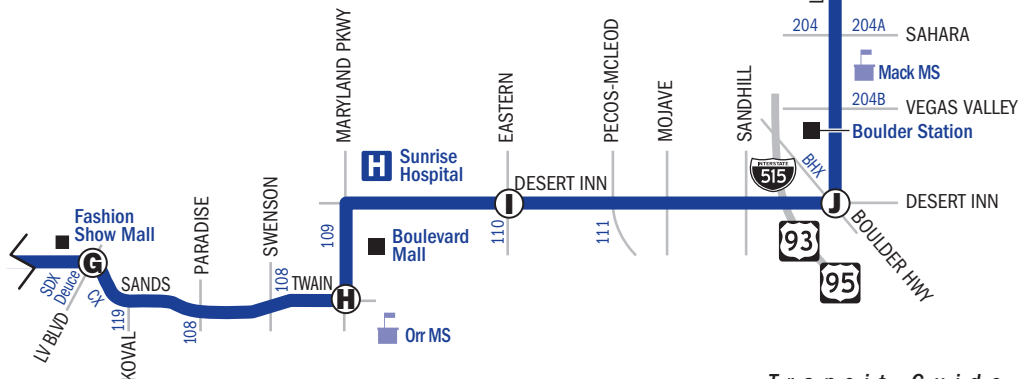 204
204A
SAHARA
Mack MS
204B
VEGAS VALLEY
Boulder Station
MARYLAND PKWY
EASTERN
PECOS-MCLEOD
MOJAVE
SANDHILL
INTERSTATE
515
BHX
H
Sunrise
Hospital
DESERT INN
I
J
DESERT INN
BOULDER HWY
93
95
109
110
111
Boulevard
Mall
Fashion
Show Mall
G
SDX
Deuce
CX
LV BLVD
SANDS
119
KOVAL
PARADISE
108
SWENSON
108
TWAIN
H
Orr MS
Transit Guide